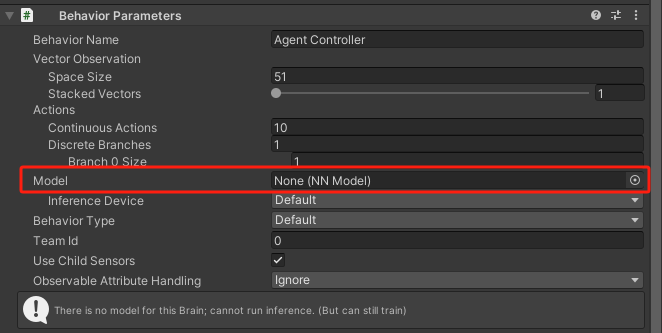 Behavior Parameters
Behavior Name Agent Controller
Vector Observation
Space Size 51
Stacked Vectors 1
Actions
Continuous Actions 10
Discrete Branches 1
Branch 0 Size 1
Model None (NN Model)
Inference Device Default
Behavior Type Default
Team Id 0
Use Child Sensors
Observable Attribute Handling Ignore
There is no model for this Brain; cannot run inference. (But can still train)